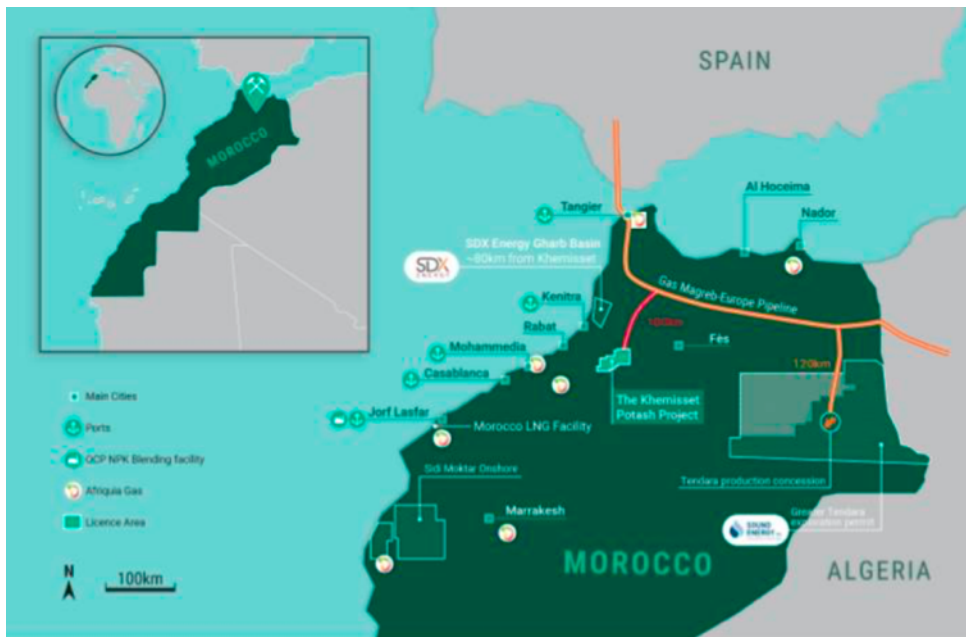 SPAIN
MOROCCO
Al Hoceima
Nador
Tangier
SDX Energy Gharb Basin
~80km from Khemisset
SDX
ENERGY
Gas Magreb-Europe Pipeline
Kenitra
Rabat
100km
Fès
Mohammedia
Casablanca
120km
The Khemisset
Potash Project
Main Cities
Jorf Lasfar
Morocco LNG Facility
Ports
OCP NPK Blending facility
Sidi Moktar Onshore
Tendara production concession
Afriquia Gas
Licence Area
Marrakesh
SOUND
ENERGY
Greater Tendara
exploration permit
N
100km
MOROCCO
ALGERIA